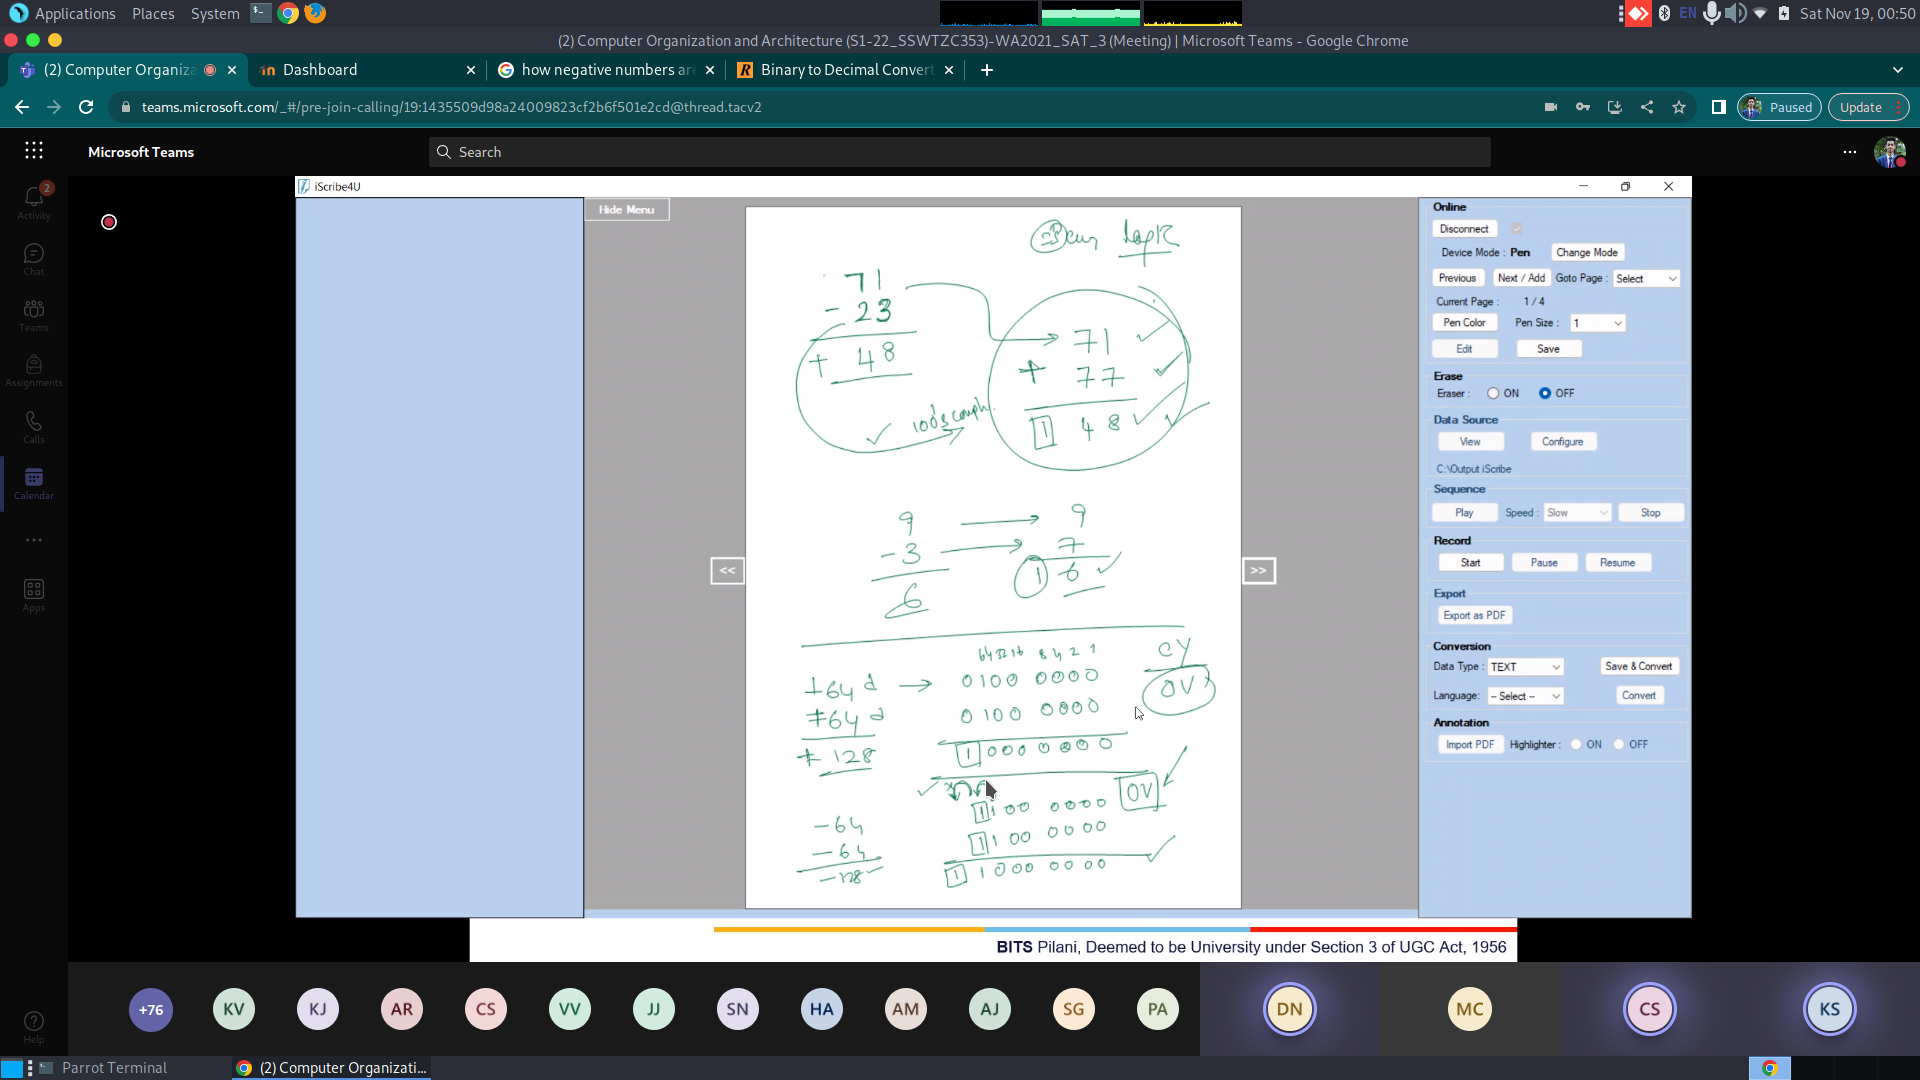 Applications Places System EN Sat Nov 19, 00:50
(2) Computer Organization and Architecture (S1-22_SSWTZC353)-WA2021_SAT_3 (Meeting) | Microsoft Teams - Google Chrome
(2) Computer Organiza Dashboard how negative numbers are Binary to Decimal Convert
teams.microsoft.com/_#/pre-join-calling/19:1435509d98a24009823cf2b6f501e2cd@thread.tacv2 Paused Update
Microsoft Teams Search
2
Activity
Chat
Teams
Assignments
Calls
Calendar
Apps
Help
iScribe4U
Hide Menu
71
- 23
+ 48
100's
71
+ 77
1 48
9 → 9
- 3 → 7
6 1 6
64 32 16 8 4 2 1 CY
+64 d → 0100 0000 OV
+64 d 0100 0000
+ 128 1 000 0000
OV
-64 1 100 0000
-64 1 100 0000
-128 1 1000 0000
<< >>
Online
Disconnect
Device Mode : Pen Change Mode
Previous Next / Add Goto Page : Select
Current Page : 1 / 4
Pen Color Pen Size : 1
Edit Save
Erase
Eraser : ON OFF
Data Source
View Configure
C:\Output iScribe
Sequence
Play Speed : Slow Stop
Record
Start Pause Resume
Export
Export as PDF
Conversion
Data Type : TEXT Save & Convert
Language: -- Select -- Convert
Annotation
Import PDF Highlighter : ON OFF
BITS Pilani, Deemed to be University under Section 3 of UGC Act, 1956
+76 KV KJ AR CS VV JJ SN HA AM AJ SG PA DN MC CS KS
Parrot Terminal (2) Computer Organizati...